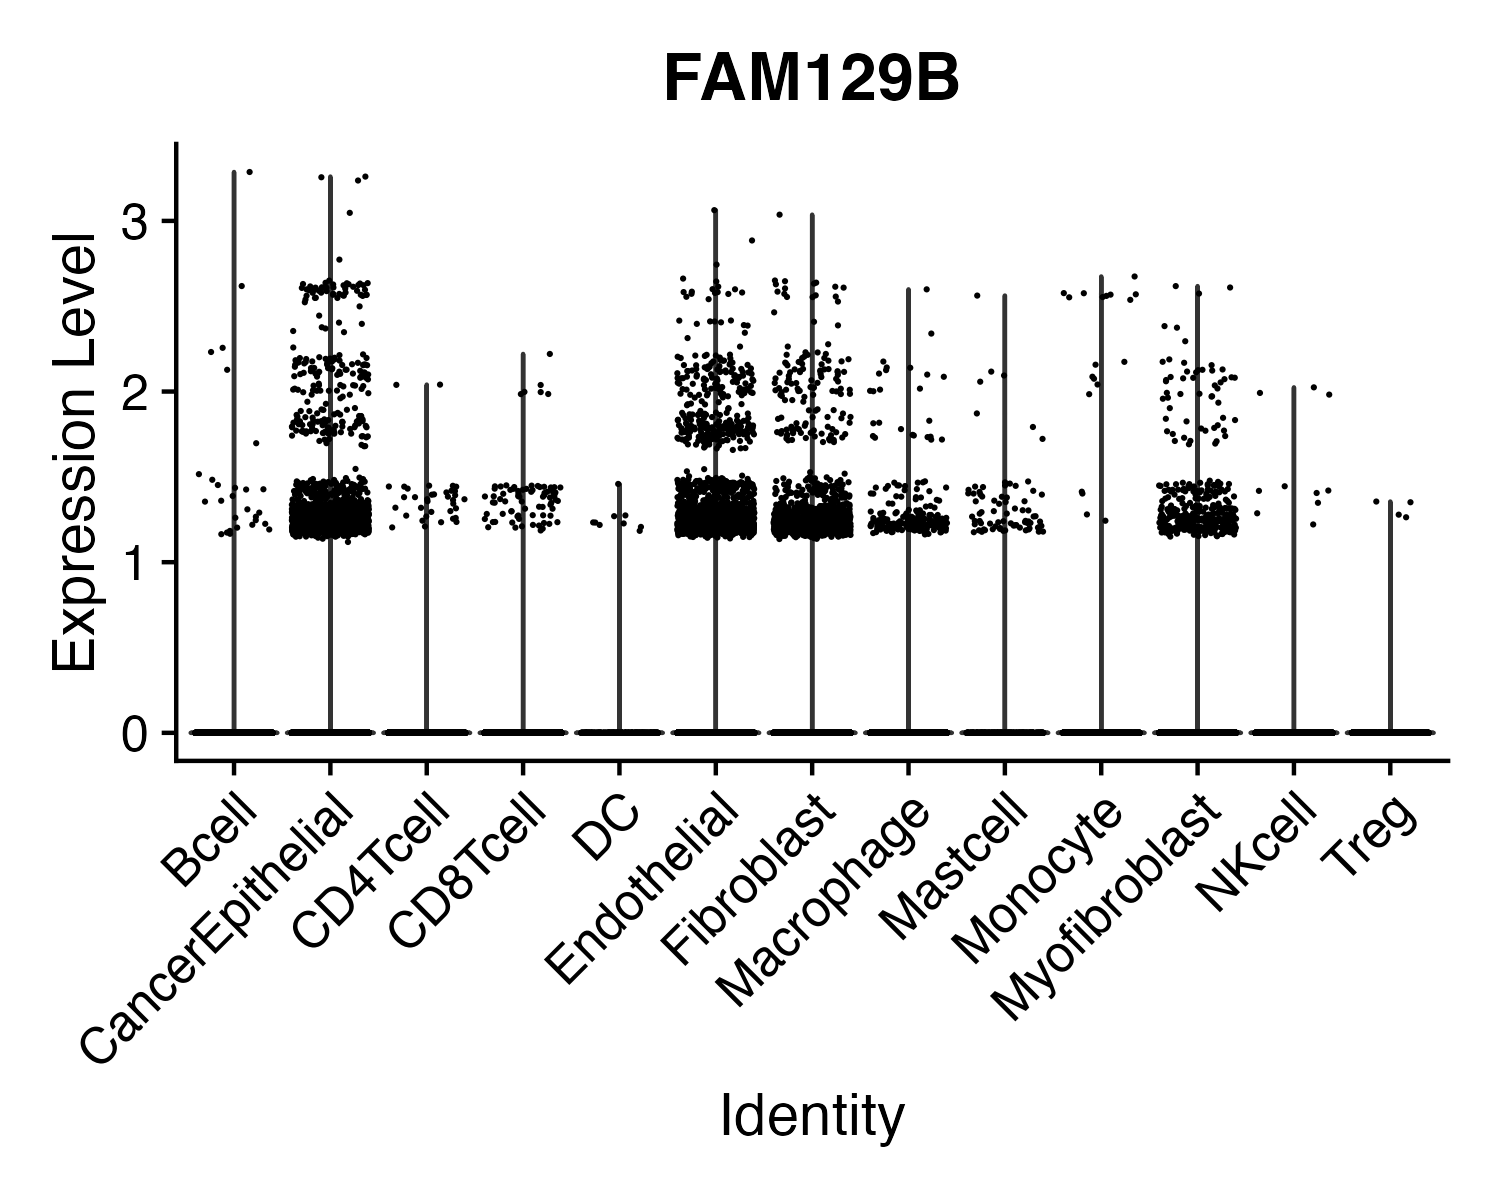 FAM129B
Expression Level
3
2
1
0
Bcell
CancerEpithelial
CD4Tcell
CD8Tcell
DC
Endothelial
Fibroblast
Macrophage
Mastcell
Monocyte
Myofibroblast
NKcell
Treg
Identity